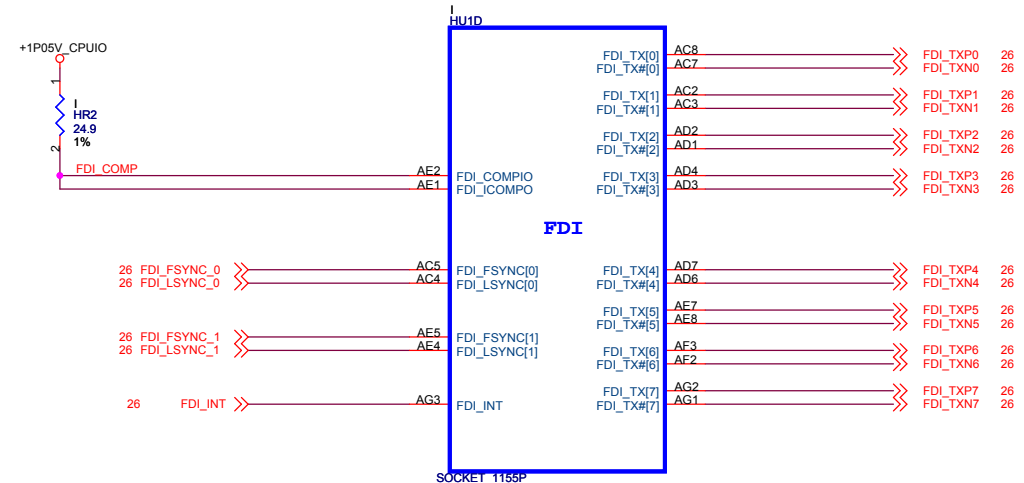 I
HU1D
+1P05V_CPUIO
1
I
HR2
24.9
1%
2
FDI_COMP
AE2 FDI_COMPIO
AE1 FDI_ICOMPO
26 FDI_FSYNC_0 AC5 FDI_FSYNC[0]
26 FDI_LSYNC_0 AC4 FDI_LSYNC[0]
26 FDI_FSYNC_1 AE5 FDI_FSYNC[1]
26 FDI_LSYNC_1 AE4 FDI_LSYNC[1]
26 FDI_INT AG3 FDI_INT
FDI
FDI_TX[0] AC8 FDI_TXP0 26
FDI_TX#[0] AC7 FDI_TXN0 26
FDI_TX[1] AC2 FDI_TXP1 26
FDI_TX#[1] AC3 FDI_TXN1 26
FDI_TX[2] AD2 FDI_TXP2 26
FDI_TX#[2] AD1 FDI_TXN2 26
FDI_TX[3] AD4 FDI_TXP3 26
FDI_TX#[3] AD3 FDI_TXN3 26
FDI_TX[4] AD7 FDI_TXP4 26
FDI_TX#[4] AD6 FDI_TXN4 26
FDI_TX[5] AE7 FDI_TXP5 26
FDI_TX#[5] AE8 FDI_TXN5 26
FDI_TX[6] AF3 FDI_TXP6 26
FDI_TX#[6] AF2 FDI_TXN6 26
FDI_TX[7] AG2 FDI_TXP7 26
FDI_TX#[7] AG1 FDI_TXN7 26
SOCKET_1155P